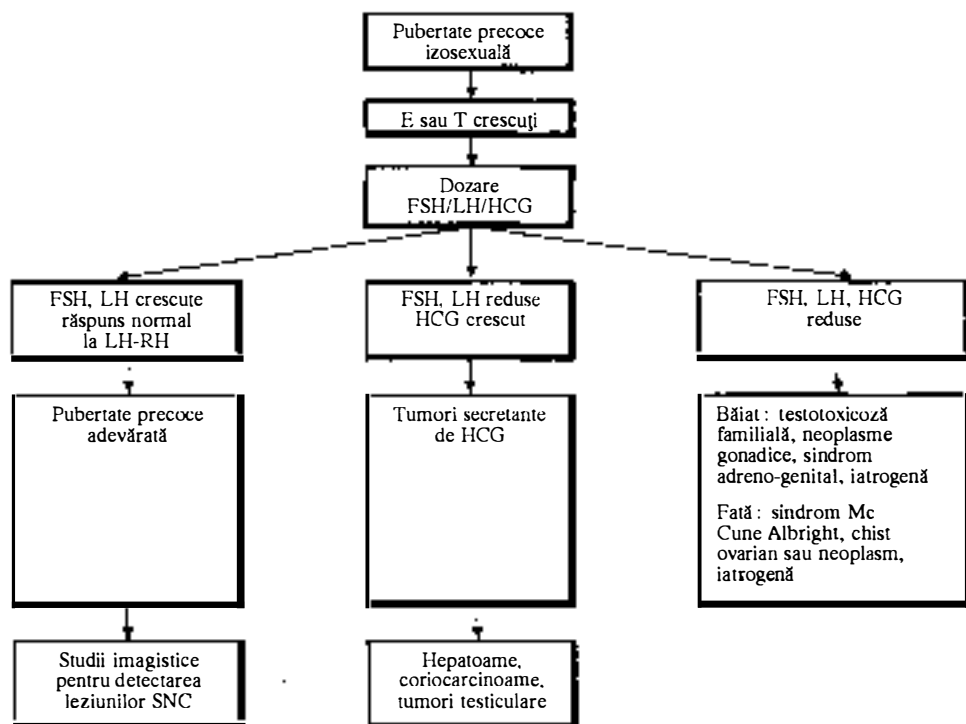 Pubertate precoce
izosexuală
E sau T crescuţi
Dozare
FSH/LH/HCG
FSH, LH crescute
răspuns normal
la LH-RH
FSH, LH reduse
HCG crescut
FSH, LH, HCG
reduse
Pubertate precoce
adevărată
Tumori secretante
de HCG
Băiat : testotoxicoză
familială, neoplasme
gonadice, sindrom
adreno-genital, iatrogenă
Fată : sindrom Mc
Cune Albright, chist
ovarian sau neoplasm,
iatrogenă
Studii imagistice
pentru detectarea
leziunilor SNC
Hepatoame,
coriocarcinoame,
tumori testiculare